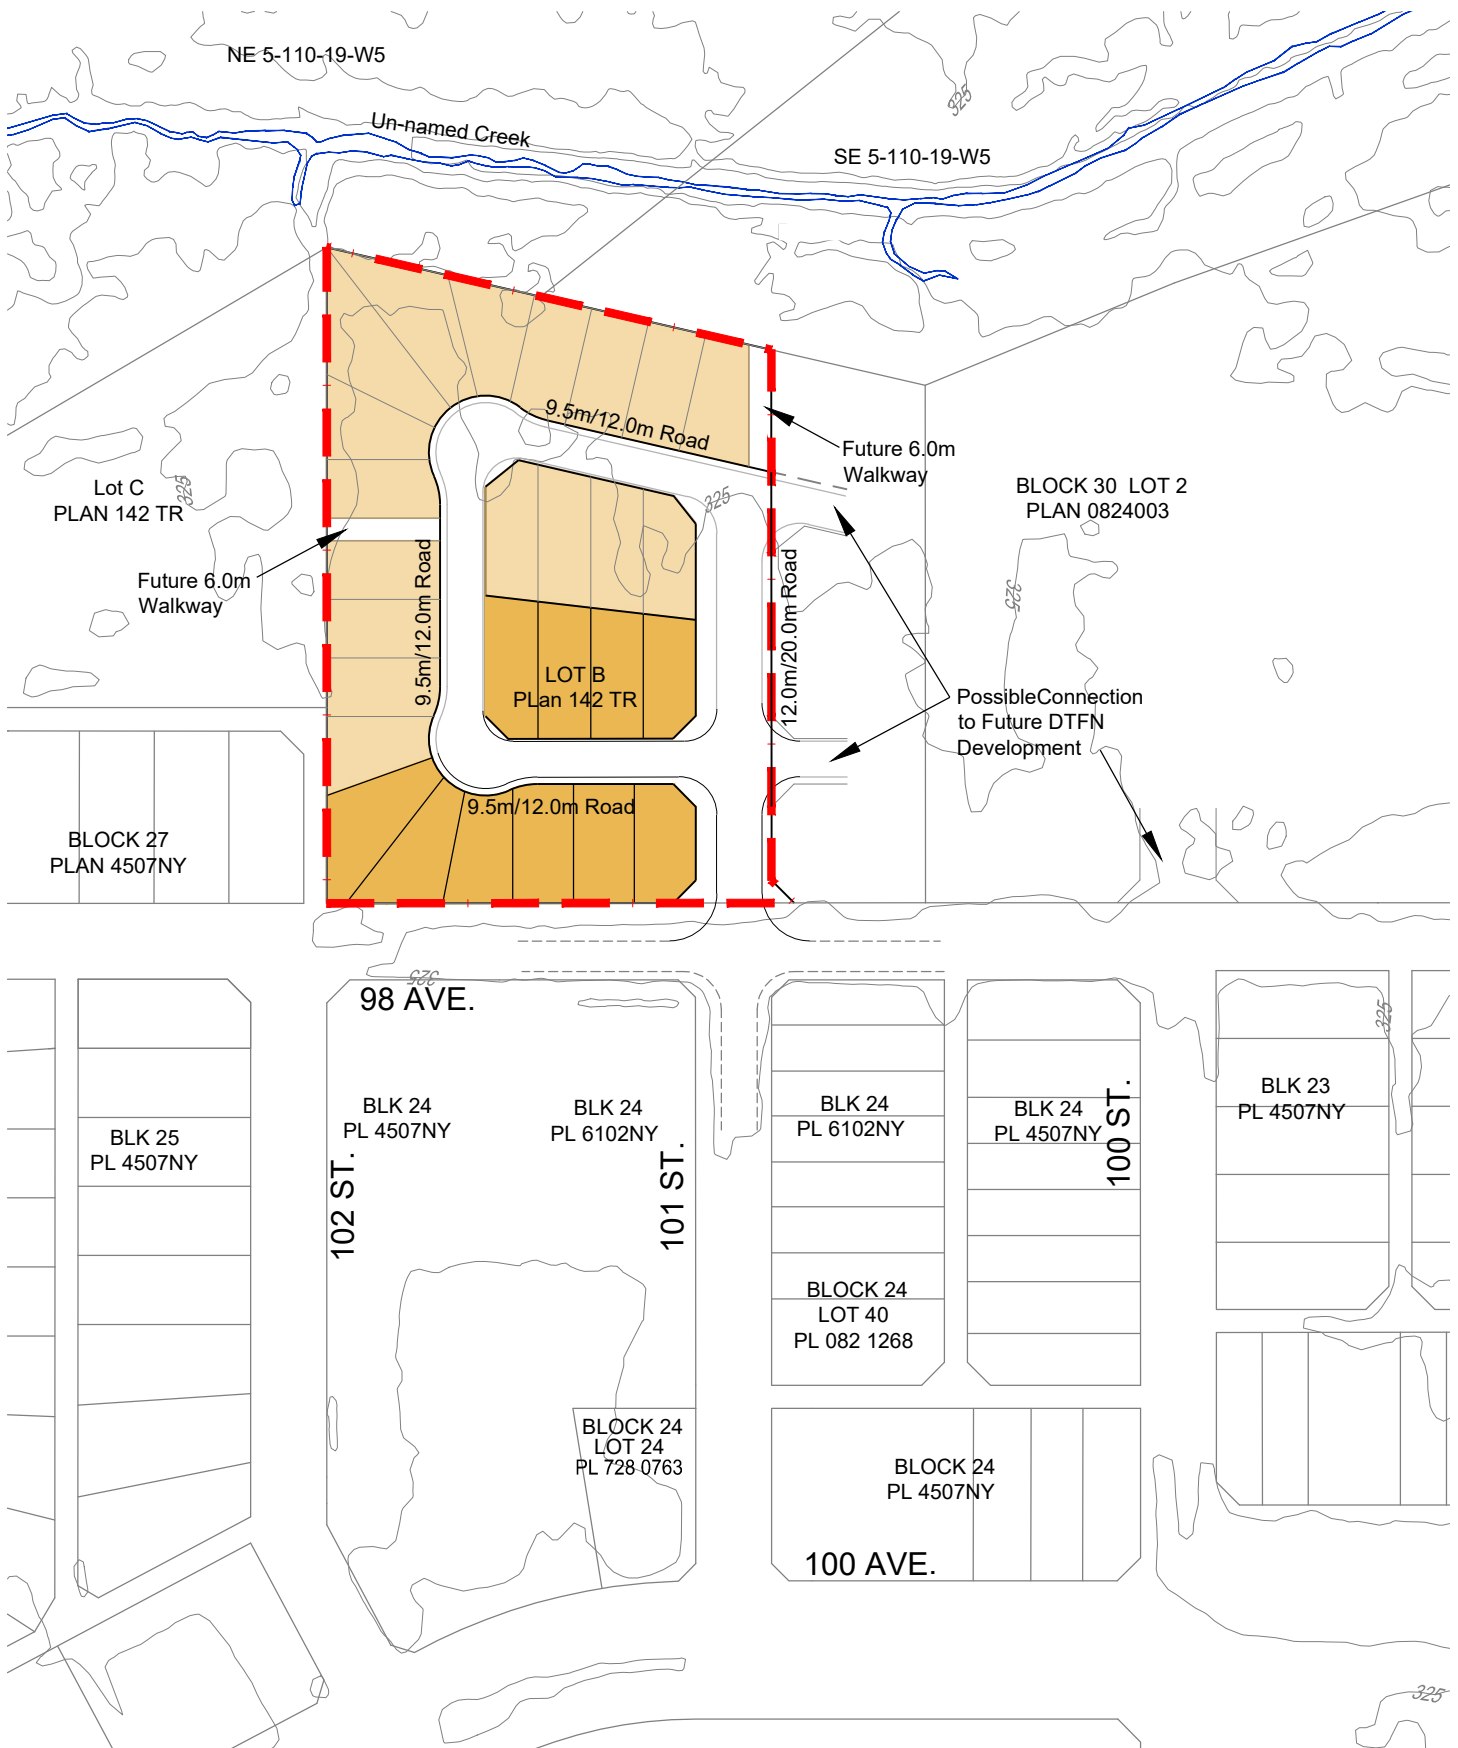 NE 5-110-19-W5
325
Un-named Creek
SE 5-110-19-W5
9.5m/12.0m Road
Future 6.0m
Walkway
Lot C
PLAN 142 TR
325
325
BLOCK 30  LOT 2
PLAN 0824003
Future 6.0m
Walkway
9.5m/12.0m Road
12.0m/20.0m Road
325
LOT B
PLan 142 TR
PossibleConnection
to Future DTFN
Development
9.5m/12.0m Road
BLOCK 27
PLAN 4507NY
325
98 AVE.
325
BLK 25
PL 4507NY
BLK 24
PL 4507NY
BLK 24
PL 6102NY
BLK 24
PL 6102NY
BLK 24
PL 4507NY
BLK 23
PL 4507NY
102 ST.
101 ST.
100 ST.
BLOCK 24
LOT 40
PL 082 1268
BLOCK 24
LOT 24
PL 728 0763
BLOCK 24
PL 4507NY
100 AVE.
325